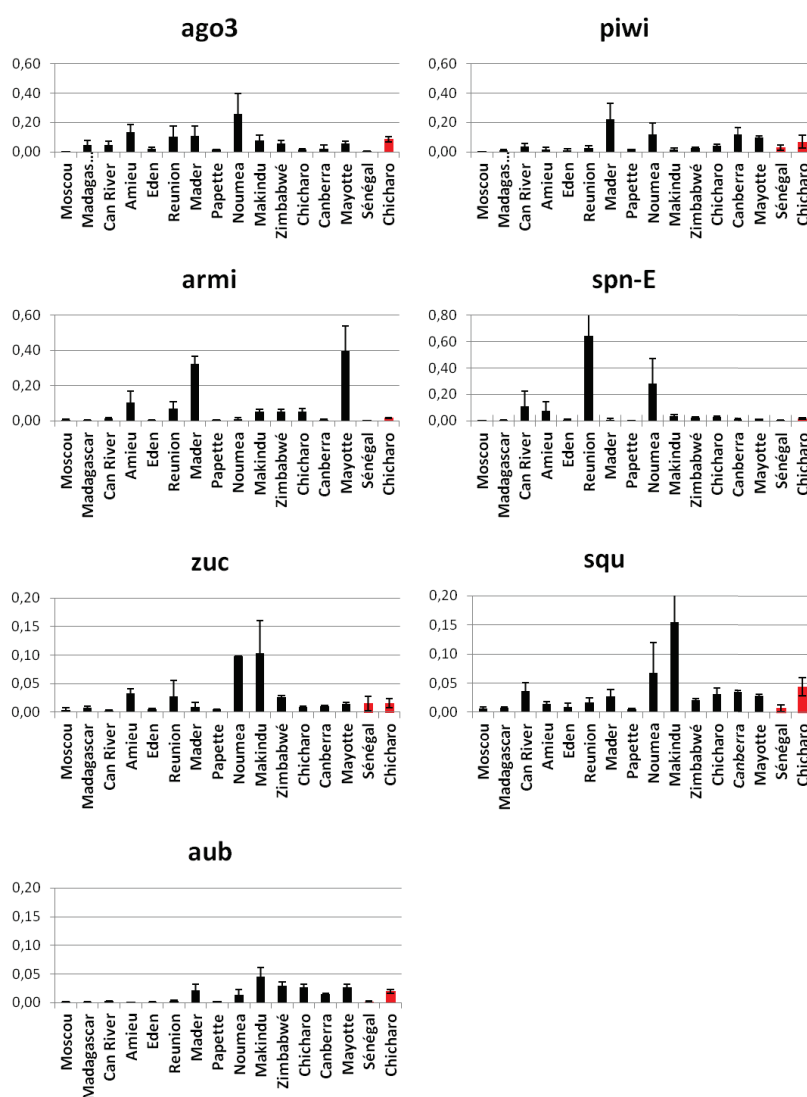 ago3
0,60
0,40
0,20
0,00
Moscou
Madagas...
Can River
Amieu
Eden
Reunion
Mader
Papette
Noumea
Makindu
Zimbabwé
Chicharo
Canberra
Mayotte
Sénégal
Chicharo
piwi
0,60
0,40
0,20
0,00
Moscou
Madagas...
Can River
Amieu
Eden
Reunion
Mader
Papette
Noumea
Makindu
Zimbabwé
Chicharo
Canberra
Mayotte
Sénégal
Chicharo
armi
0,60
0,40
0,20
0,00
Moscou
Madagascar
Can River
Amieu
Eden
Reunion
Mader
Papette
Noumea
Makindu
Zimbabwé
Chicharo
Canberra
Mayotte
Sénégal
Chicharo
spn-E
0,80
0,60
0,40
0,20
0,00
Moscou
Madagascar
Can River
Amieu
Eden
Reunion
Mader
Papette
Noumea
Makindu
Zimbabwé
Chicharo
Canberra
Mayotte
Sénégal
Chicharo
zuc
0,20
0,15
0,10
0,05
0,00
Moscou
Madagascar
Can River
Amieu
Eden
Reunion
Mader
Papette
Noumea
Makindu
Zimbabwé
Chicharo
Canberra
Mayotte
Sénégal
Chicharo
squ
0,20
0,15
0,10
0,05
0,00
Moscou
Madagascar
Can River
Amieu
Eden
Reunion
Mader
Papette
Noumea
Makindu
Zimbabwé
Chicharo
Canberra
Mayotte
Sénégal
Chicharo
aub
0,20
0,15
0,10
0,05
0,00
Moscou
Madagascar
Can River
Amieu
Eden
Reunion
Mader
Papette
Noumea
Makindu
Zimbabwé
Chicharo
Canberra
Mayotte
Sénégal
Chicharo